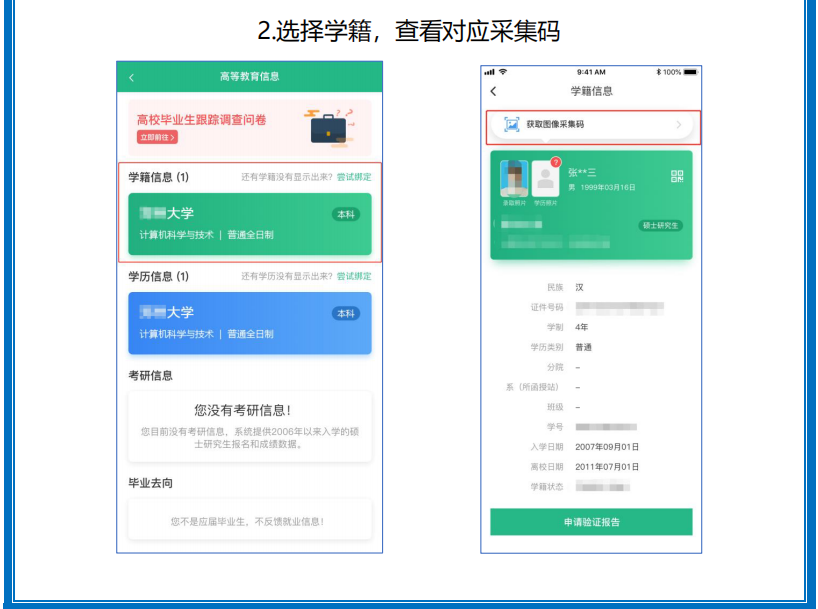 2.选择学籍，查看对应采集码
高等教育信息
高校毕业生跟踪调查问卷
立即前往>
学籍信息 (1)
还有学籍没有显示出来？尝试绑定
大学
本科
计算机科学与技术 | 普通全日制
学历信息 (1)
还有学历没有显示出来？尝试绑定
大学
本科
计算机科学与技术 | 普通全日制
考研信息
您没有考研信息！
您目前没有考研信息，系统提供2006年以来入学的硕
士研究生报名和成绩数据。
毕业去向
您不是应届毕业生，不反馈就业信息！
9:41 AM
100%
学籍信息
获取图像采集码
?
张**三
男 1999年03月16日
录取照片 学历照片
硕士研究生
民族 汉
证件号码
学制 4年
学历类别 普通
分院 -
系（所函授站） -
班级 -
学号
入学日期 2007年09月01日
离校日期 2011年07月01日
学籍状态
申请验证报告